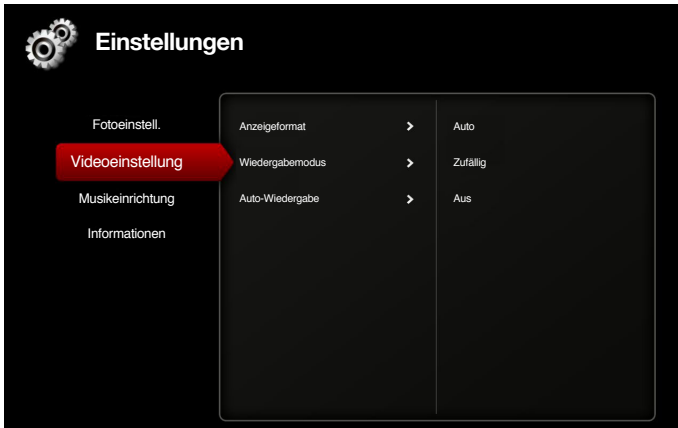 Einstellungen
Fotoeinstell.
Videoeinstellung
Musikeinrichtung
Informationen
Anzeigeformat
Auto
Wiedergabemodus
Zufällig
Auto-Wiedergabe
Aus